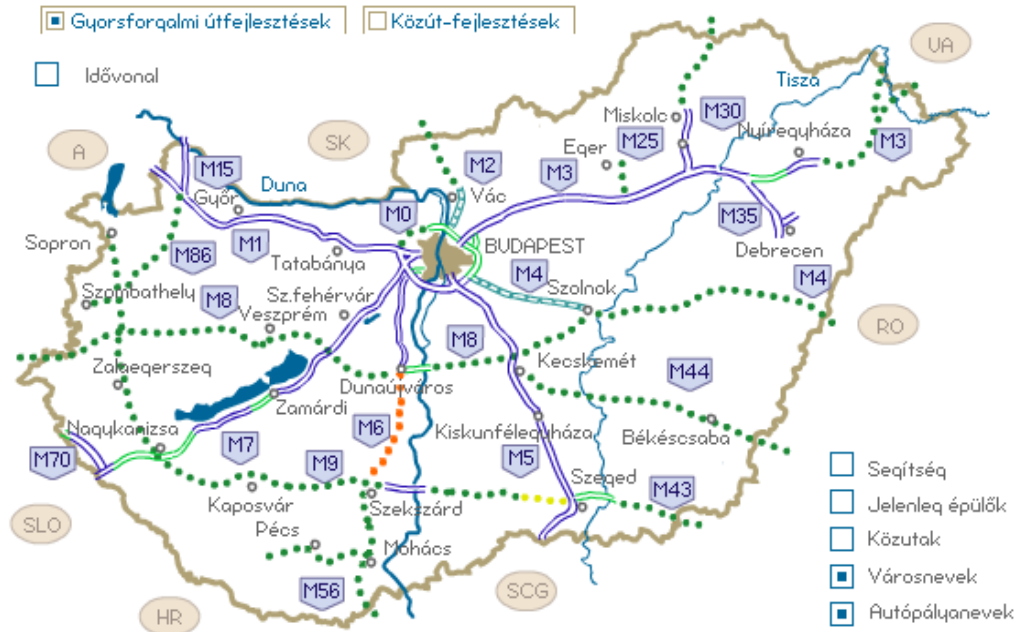 Gyorsforgalmi útfejlesztések
Közút-fejlesztések
UA
Idővonal
Tisza
Miskolc
M30
Nyíregyháza
M3
M25
Eger
SK
A
M15
M2
M3
Duna
Vác
Győr
M0
M35
Sopron
M1
BUDAPEST
Debrecen
M86
Tatabánya
M4
M4
Szombathely
M8
Sz.fehérvár
Szolnok
Veszprém
RO
M8
Zalaegerszeg
Kecskemét
M44
Dunaújváros
Zamárdi
Nagykanizsa
M6
Kiskunfélegyháza
Békéscsaba
M7
M70
M9
M5
Szeged
M43
Segítség
Kaposvár
Szekszárd
Jelenleg épülők
SLO
Pécs
Közutak
Mohács
Városnevek
M56
SCG
HR
Autópályanevek